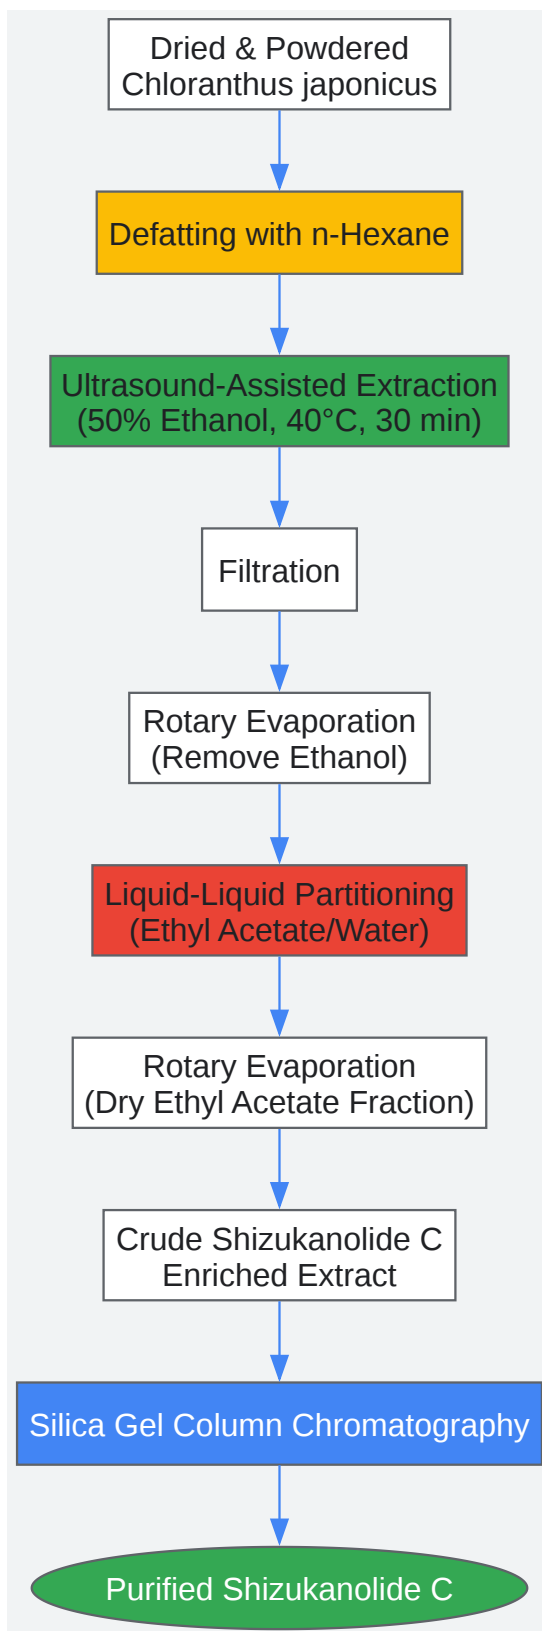 Dried & Powdered
Chloranthus japonicus
Defatting with n-Hexane
Ultrasound-Assisted Extraction
(50% Ethanol, 40°C, 30 min)
Filtration
Rotary Evaporation
(Remove Ethanol)
Liquid-Liquid Partitioning
(Ethyl Acetate/Water)
Rotary Evaporation
(Dry Ethyl Acetate Fraction)
Crude Shizukanolide C
Enriched Extract
Silica Gel Column Chromatography
Purified Shizukanolide C